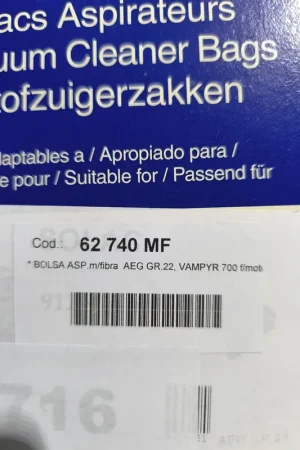 acs Aspirateurs
uum Cleaner Bags
ofzuigerzakken
daptables a / Apropiado para /
e pour / Suitable for / Passend für
Cod.: 62 740 MF
* BOLSA ASP.m/fibra AEG GR.22, VAMPYR 700 f/mot
716